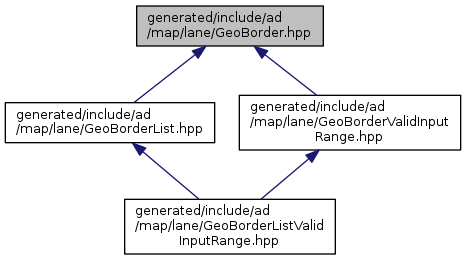 generated/include/ad
/map/lane/GeoBorder.hpp
generated/include/ad
/map/lane/GeoBorderList.hpp
generated/include/ad
/map/lane/GeoBorderValidInput
Range.hpp
generated/include/ad
/map/lane/GeoBorderListValid
InputRange.hpp